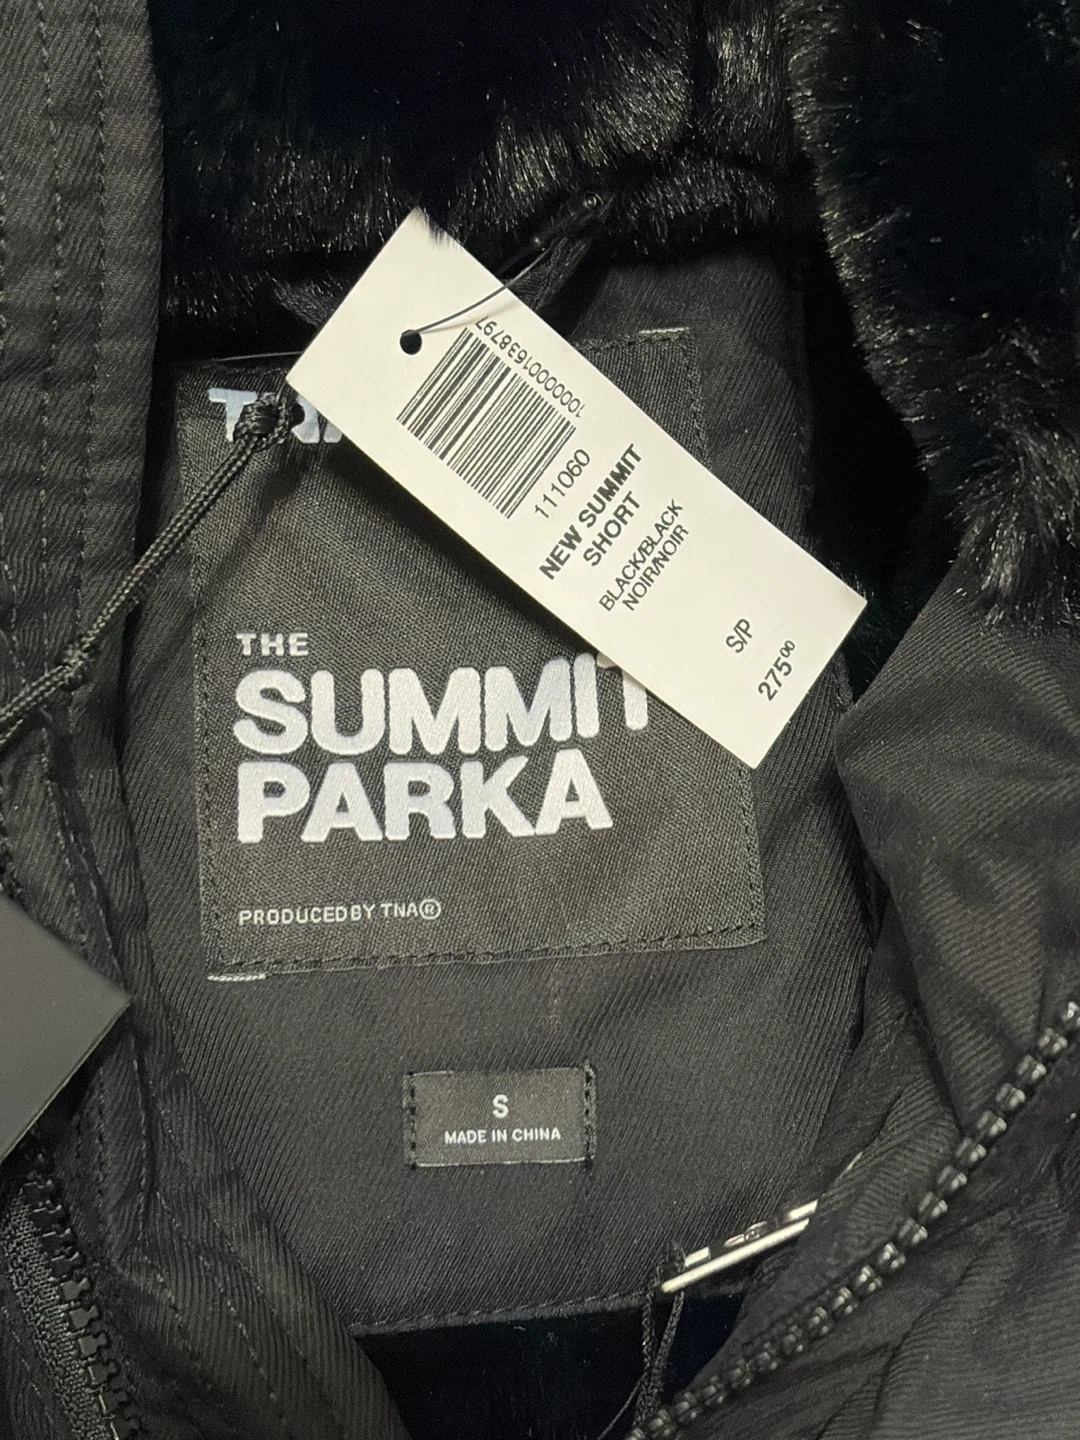 100000001638797
111060
NEW SUMMIT
SHORT
BLACK/BLACK
NOIR/NOIR
S/P
275.00
THE
SUMMIT
PARKA
PRODUCED BY TNA®
S
MADE IN CHINA